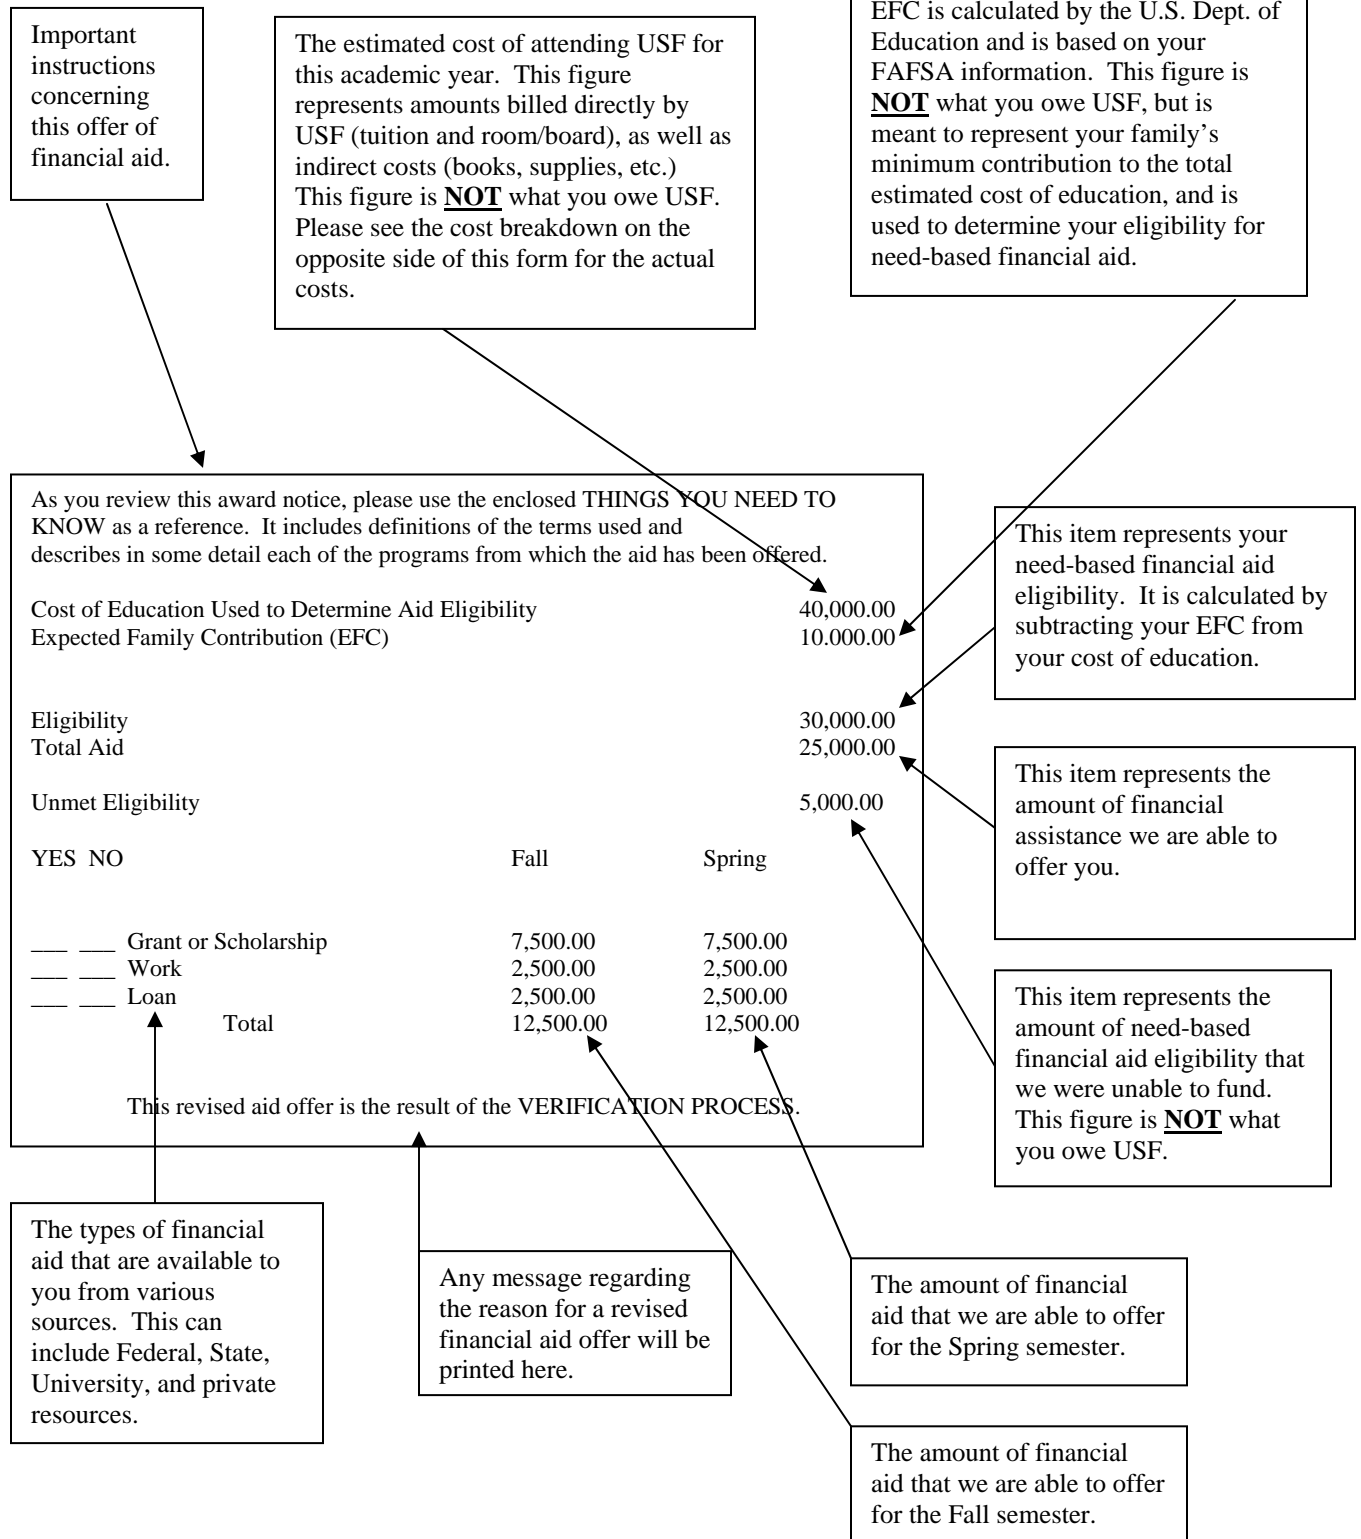 Important
instructions
concerning
this offer of
financial aid.
The estimated cost of attending USF for
this academic year.  This figure
represents amounts billed directly by
USF (tuition and room/board), as well as
indirect costs (books, supplies, etc.)
This figure is NOT what you owe USF.
Please see the cost breakdown on the
opposite side of this form for the actual
costs.
EFC is calculated by the U.S. Dept. of
Education and is based on your
FAFSA information.  This figure is
NOT what you owe USF, but is
meant to represent your family's
minimum contribution to the total
estimated cost of education, and is
used to determine your eligibility for
need-based financial aid.
As you review this award notice, please use the enclosed THINGS YOU NEED TO
KNOW as a reference.  It includes definitions of the terms used and
describes in some detail each of the programs from which the aid has been offered.
Cost of Education Used to Determine Aid Eligibility 40,000.00
Expected Family Contribution (EFC) 10.000.00
Eligibility 30,000.00
Total Aid 25,000.00
Unmet Eligibility 5,000.00
YES  NO Fall Spring
___ ___ Grant or Scholarship 7,500.00 7,500.00
___ ___ Work 2,500.00 2,500.00
___ ___ Loan 2,500.00 2,500.00
Total 12,500.00 12,500.00
This revised aid offer is the result of the VERIFICATION PROCESS.
This item represents your
need-based financial aid
eligibility.  It is calculated by
subtracting your EFC from
your cost of education.
This item represents the
amount of financial
assistance we are able to
offer you.
This item represents the
amount of need-based
financial aid eligibility that
we were unable to fund.
This figure is NOT what
you owe USF.
The types of financial
aid that are available to
you from various
sources.  This can
include Federal, State,
University, and private
resources.
Any message regarding
the reason for a revised
financial aid offer will be
printed here.
The amount of financial
aid that we are able to offer
for the Spring semester.
The amount of financial
aid that we are able to offer
for the Fall semester.